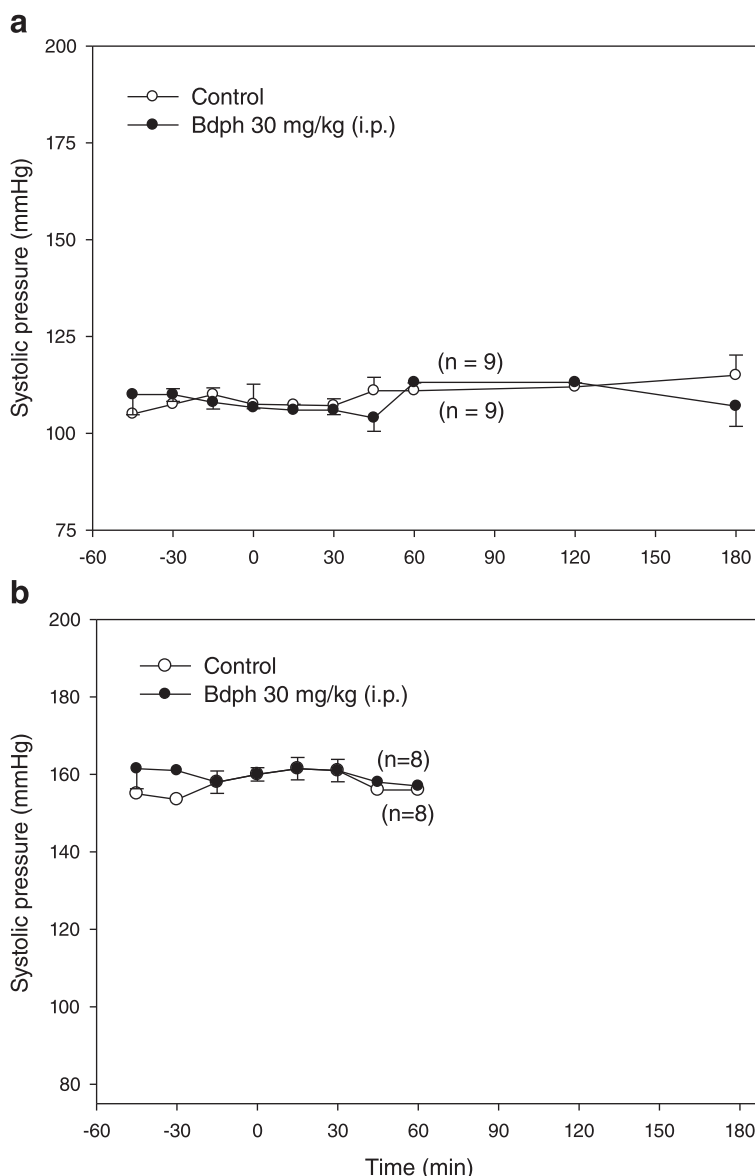 a
200
Control
Bdph 30 mg/kg (i.p.)
175
150
Systolic pressure (mmHg)
125
(n = 9)
(n = 9)
100
75
-60 -30 0 30 60 90 120 150 180
b
200
Control
Bdph 30 mg/kg (i.p.)
180
(n=8)
160
(n=8)
Systolic pressure (mmHg)
140
120
100
80
-60 -30 0 30 60 90 120 150 180
Time (min)